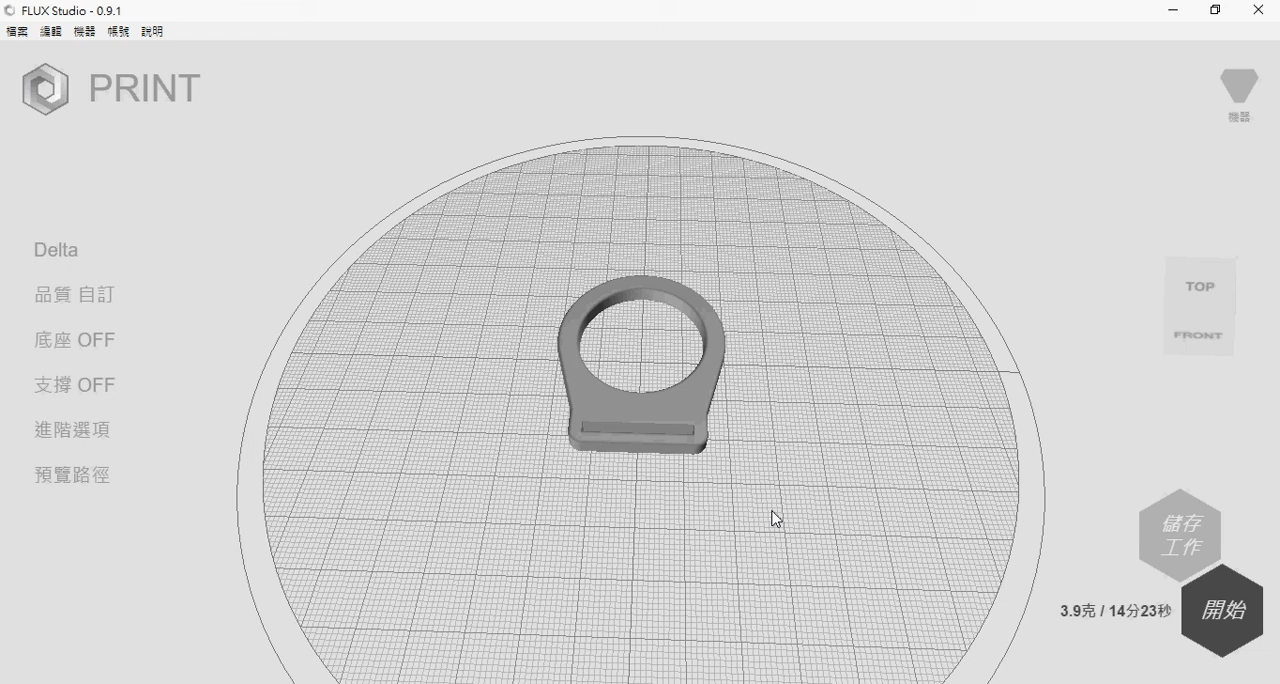 FLUX Studio - 0.9.1
檔案 編輯 機器 帳號 說明
PRINT
機器
Delta
品質 自訂
底座 OFF
支撐 OFF
進階選項
預覽路徑
TOP
FRONT
儲存
工作
3.9克 / 14分23秒
開始